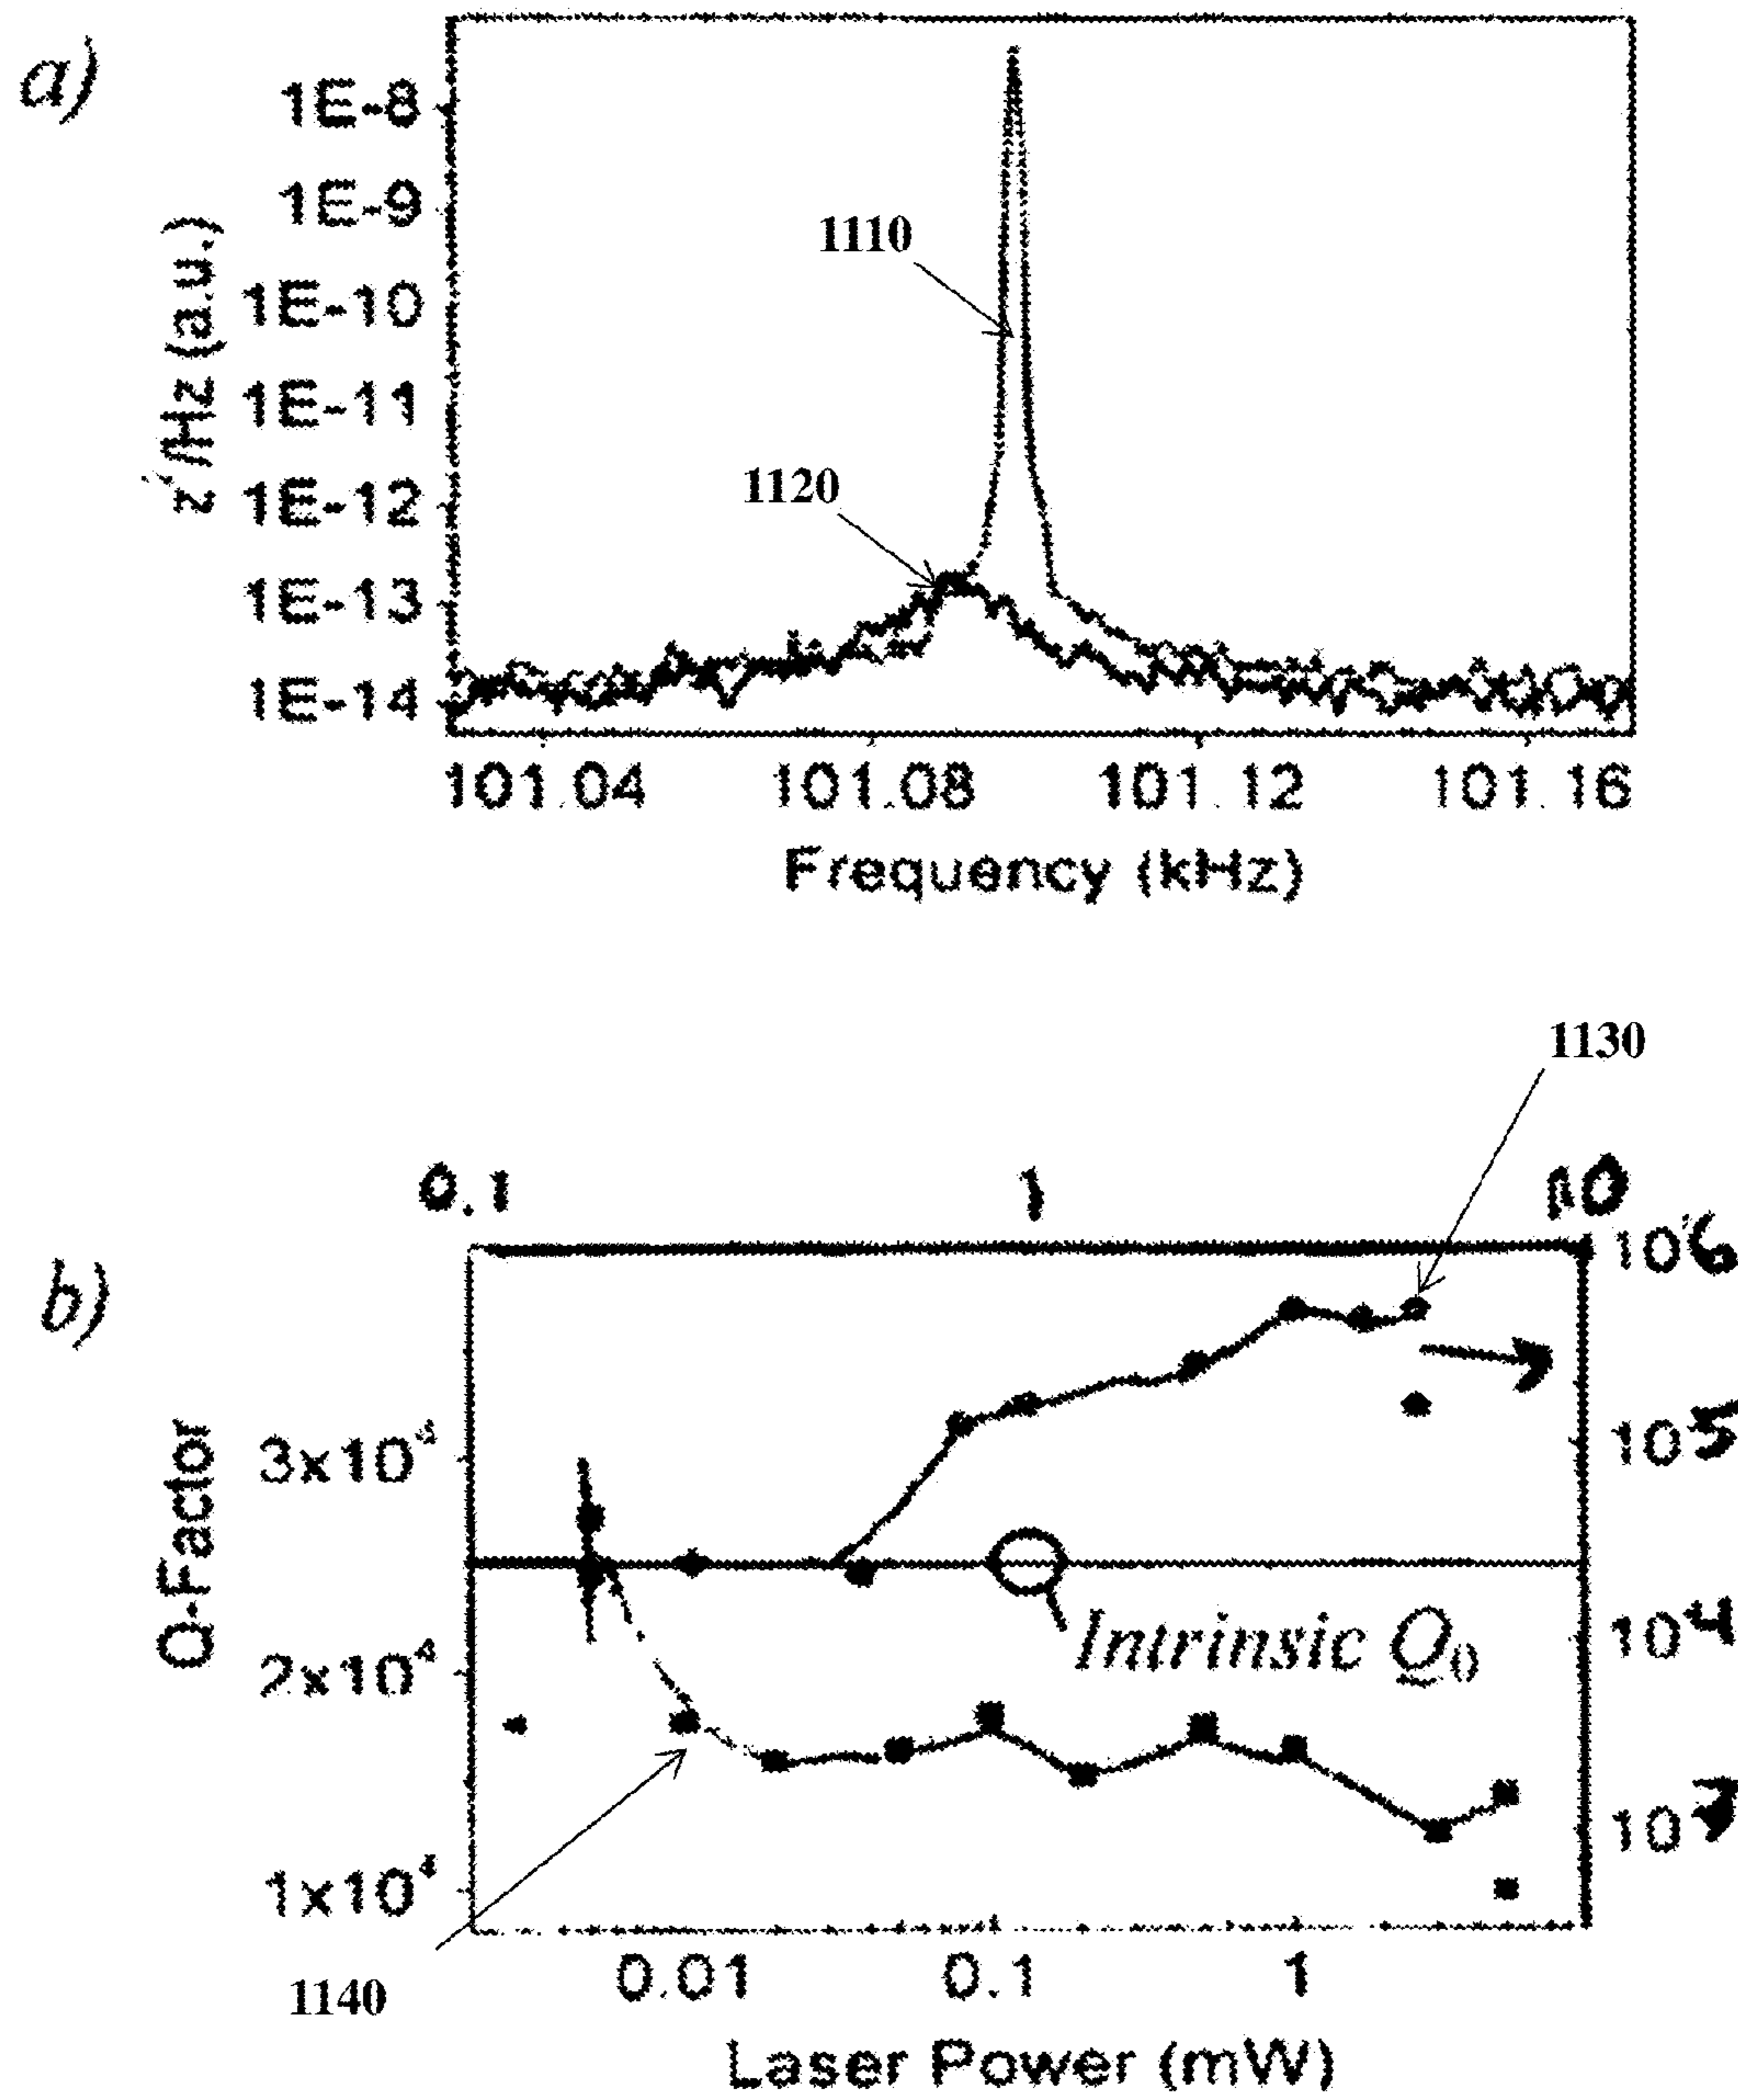 a)
1E-8
1E-9
1110
1E-10
z²/Hz (a.u.)
1E-11
1120
1E-12
1E-13
1E-14
101.04 101.08 101.12 101.16
Frequency (kHz)
1130
0.1 1 10
b)
10⁶
3x10⁴
10⁵
Q-Factor
Intrinsic Q₀
10⁴
2x10⁴
10³
1x10⁴
0.01 0.1 1
1140
Laser Power (mW)